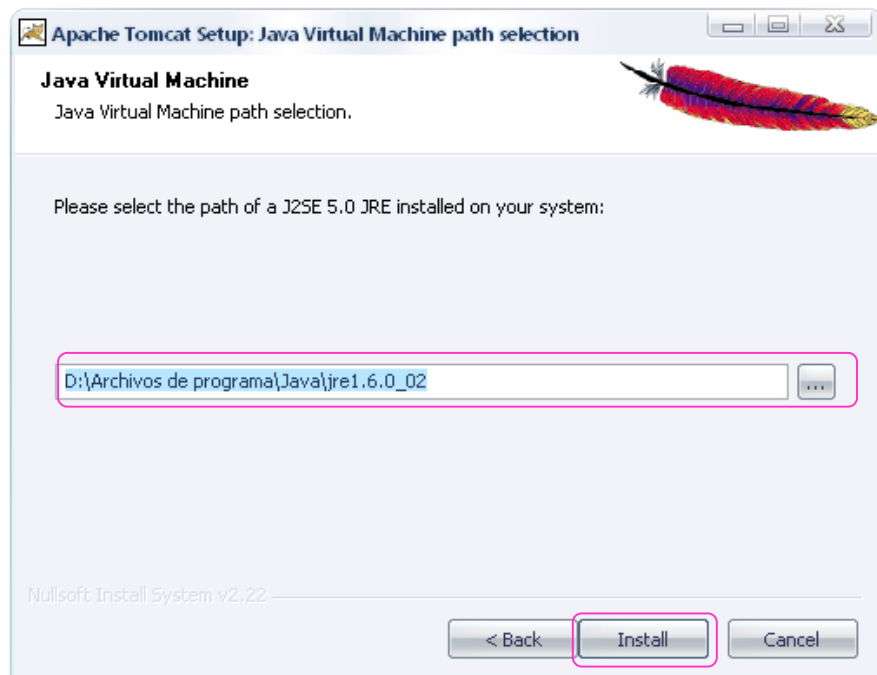 Apache Tomcat Setup: Java Virtual Machine path selection
Java Virtual Machine
Java Virtual Machine path selection.
Please select the path of a J2SE 5.0 JRE installed on your system:
D:\Archivos de programa\Java\jre1.6.0_02
...
Nullsoft Install System v2.22
< Back
Install
Cancel